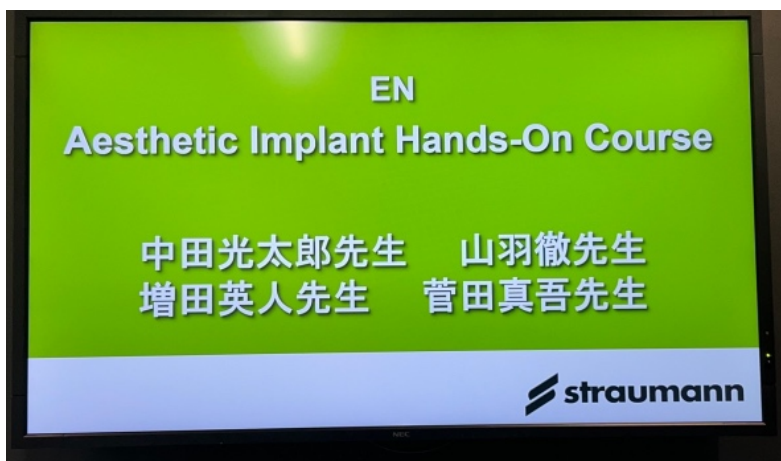 EN
Aesthetic Implant Hands-On Course
中田光太郎先生 山羽徹先生
増田英人先生 菅田真吾先生
straumann
NEC